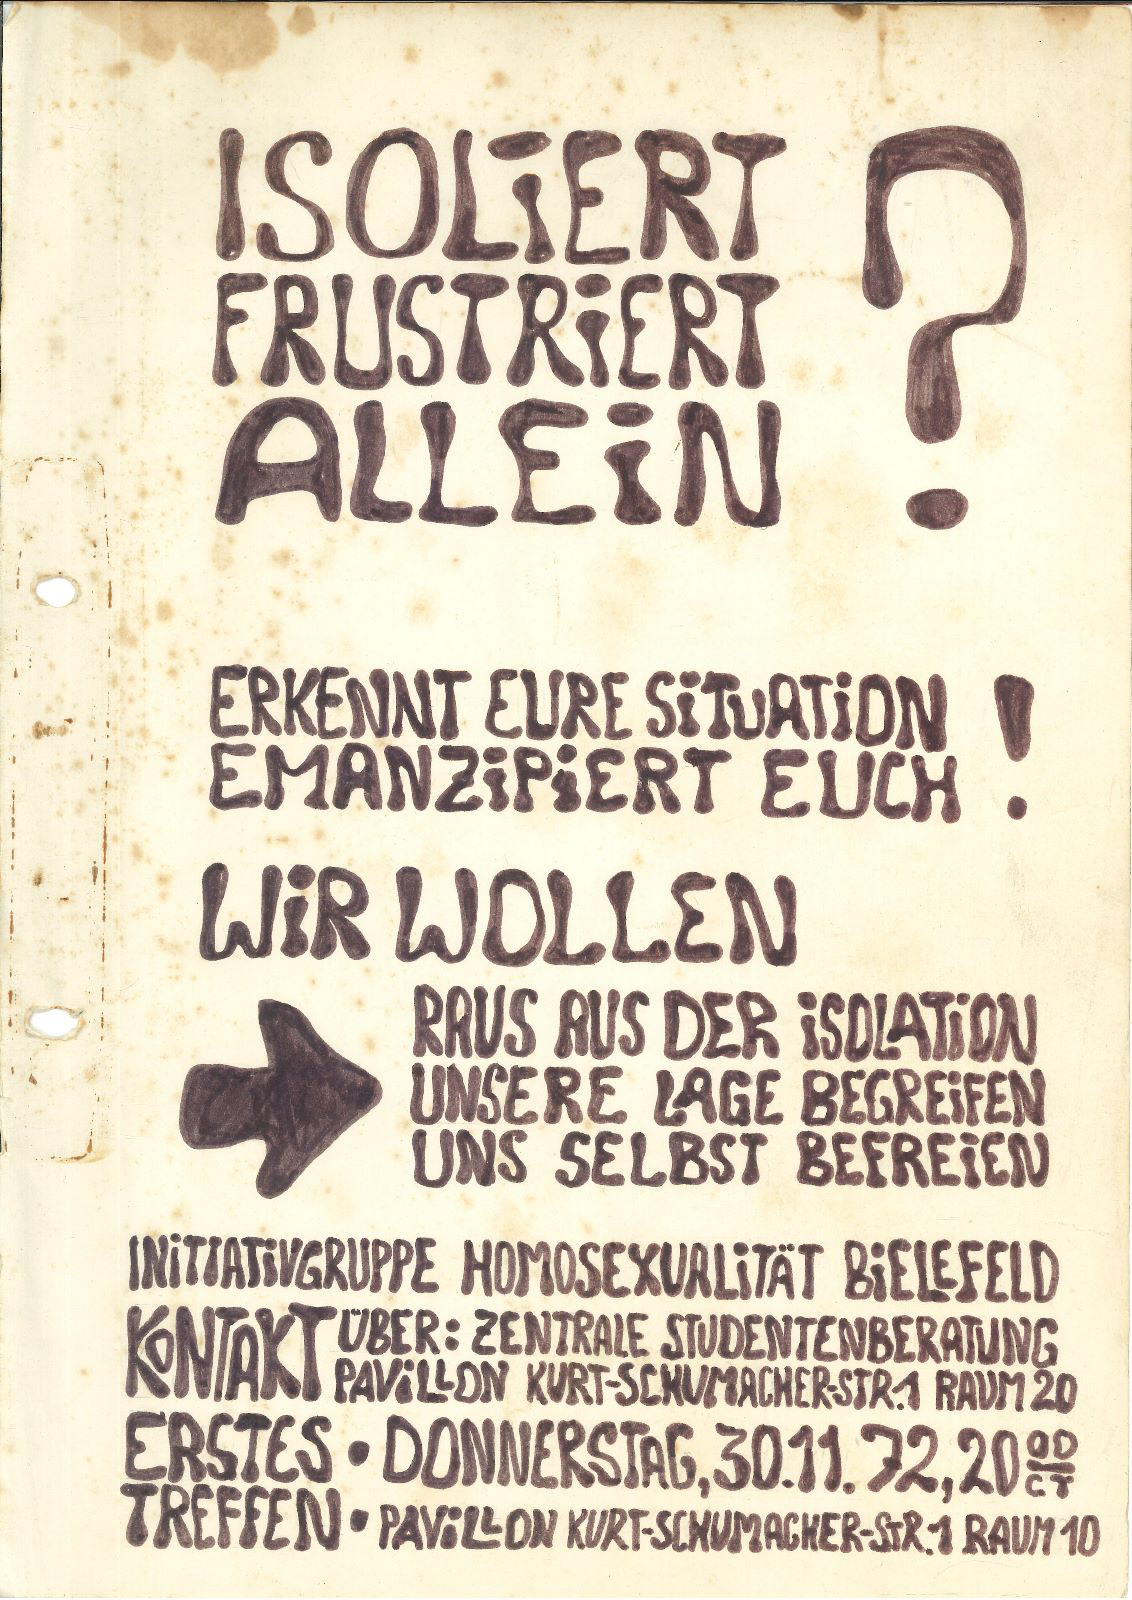 ISOLiERT ?
FRUSTRiERT
ALLEiN
ERKENNT EURE SiTUATiON !
EMANZiPiERT EUCH
WiR WOLLEN
RAUS AUS DER iSOLATiON
UNSERE LAGE BEGREiFEN
UNS SELBST BEFREiEN
INiTiATiVGRUPPE HOMOSEXUALiTÄT BiELEFELD
KONTAKT ÜBER: ZENTRALE STUDENTENBERATUNG
PAViLLON KURT-SCHUMACHER-STR.1 RAUM 20
ERSTES • DONNERSTAG, 30.11.72, 20 00 CT
TREFFEN • PAViLLON KURT-SCHUMACHER-STR.1 RAUM 10